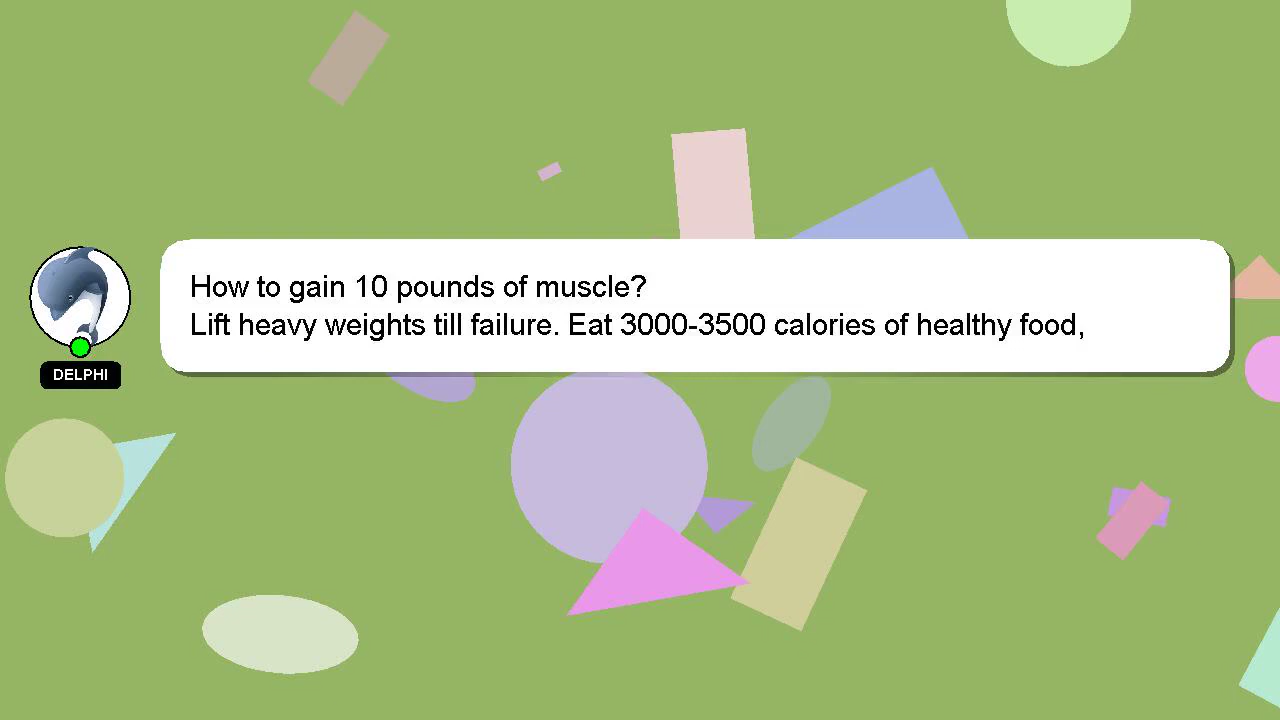 How to gain 10 pounds of muscle?
Lift heavy weights till failure. Eat 3000-3500 calories of healthy food,
DELPHI